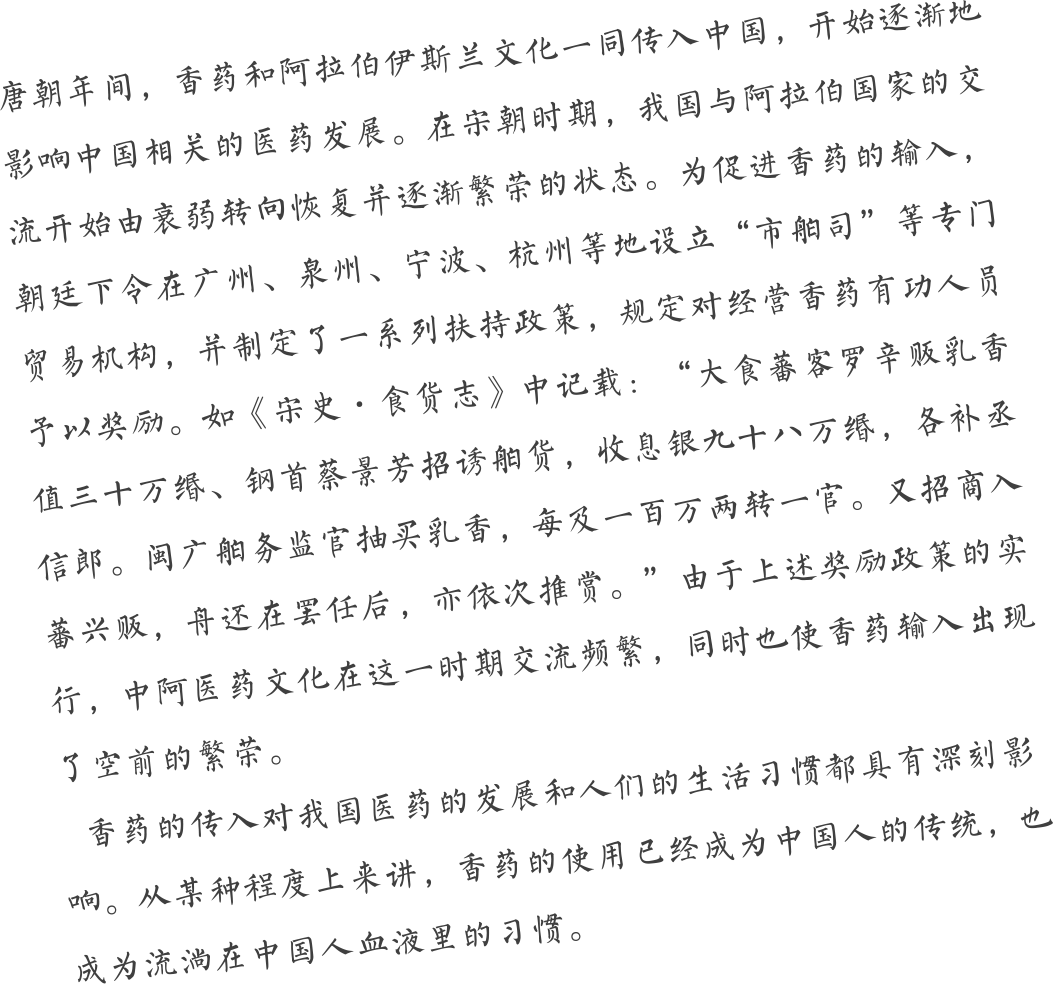 唐朝年间，香药和阿拉伯伊斯兰文化一同传入中国，开始逐渐地
影响中国相关的医药发展。在宋朝时期，我国与阿拉伯国家的交
流开始由衰弱转向恢复并逐渐繁荣的状态。为促进香药的输入，
朝廷下令在广州、泉州、宁波、杭州等地设立“市舶司”等专门
贸易机构，并制定了一系列扶持政策，规定对经营香药有功人员
予以奖励。如《宋史·食货志》中记载：“大食蕃客罗辛贩乳香
值三十万缗、钢首蔡景芳招诱舶货，收息银九十八万缗，各补丞
信郎。闽广舶务监官抽买乳香，每及一百万两转一官。又招商入
蕃兴贩，舟还在罢任后，亦依次推赏。”由于上述奖励政策的实
行，中阿医药文化在这一时期交流频繁，同时也使香药输入出现
了空前的繁荣。
香药的传入对我国医药的发展和人们的生活习惯都具有深刻影
响。从某种程度上来讲，香药的使用已经成为中国人的传统，也
成为流淌在中国人血液里的习惯。